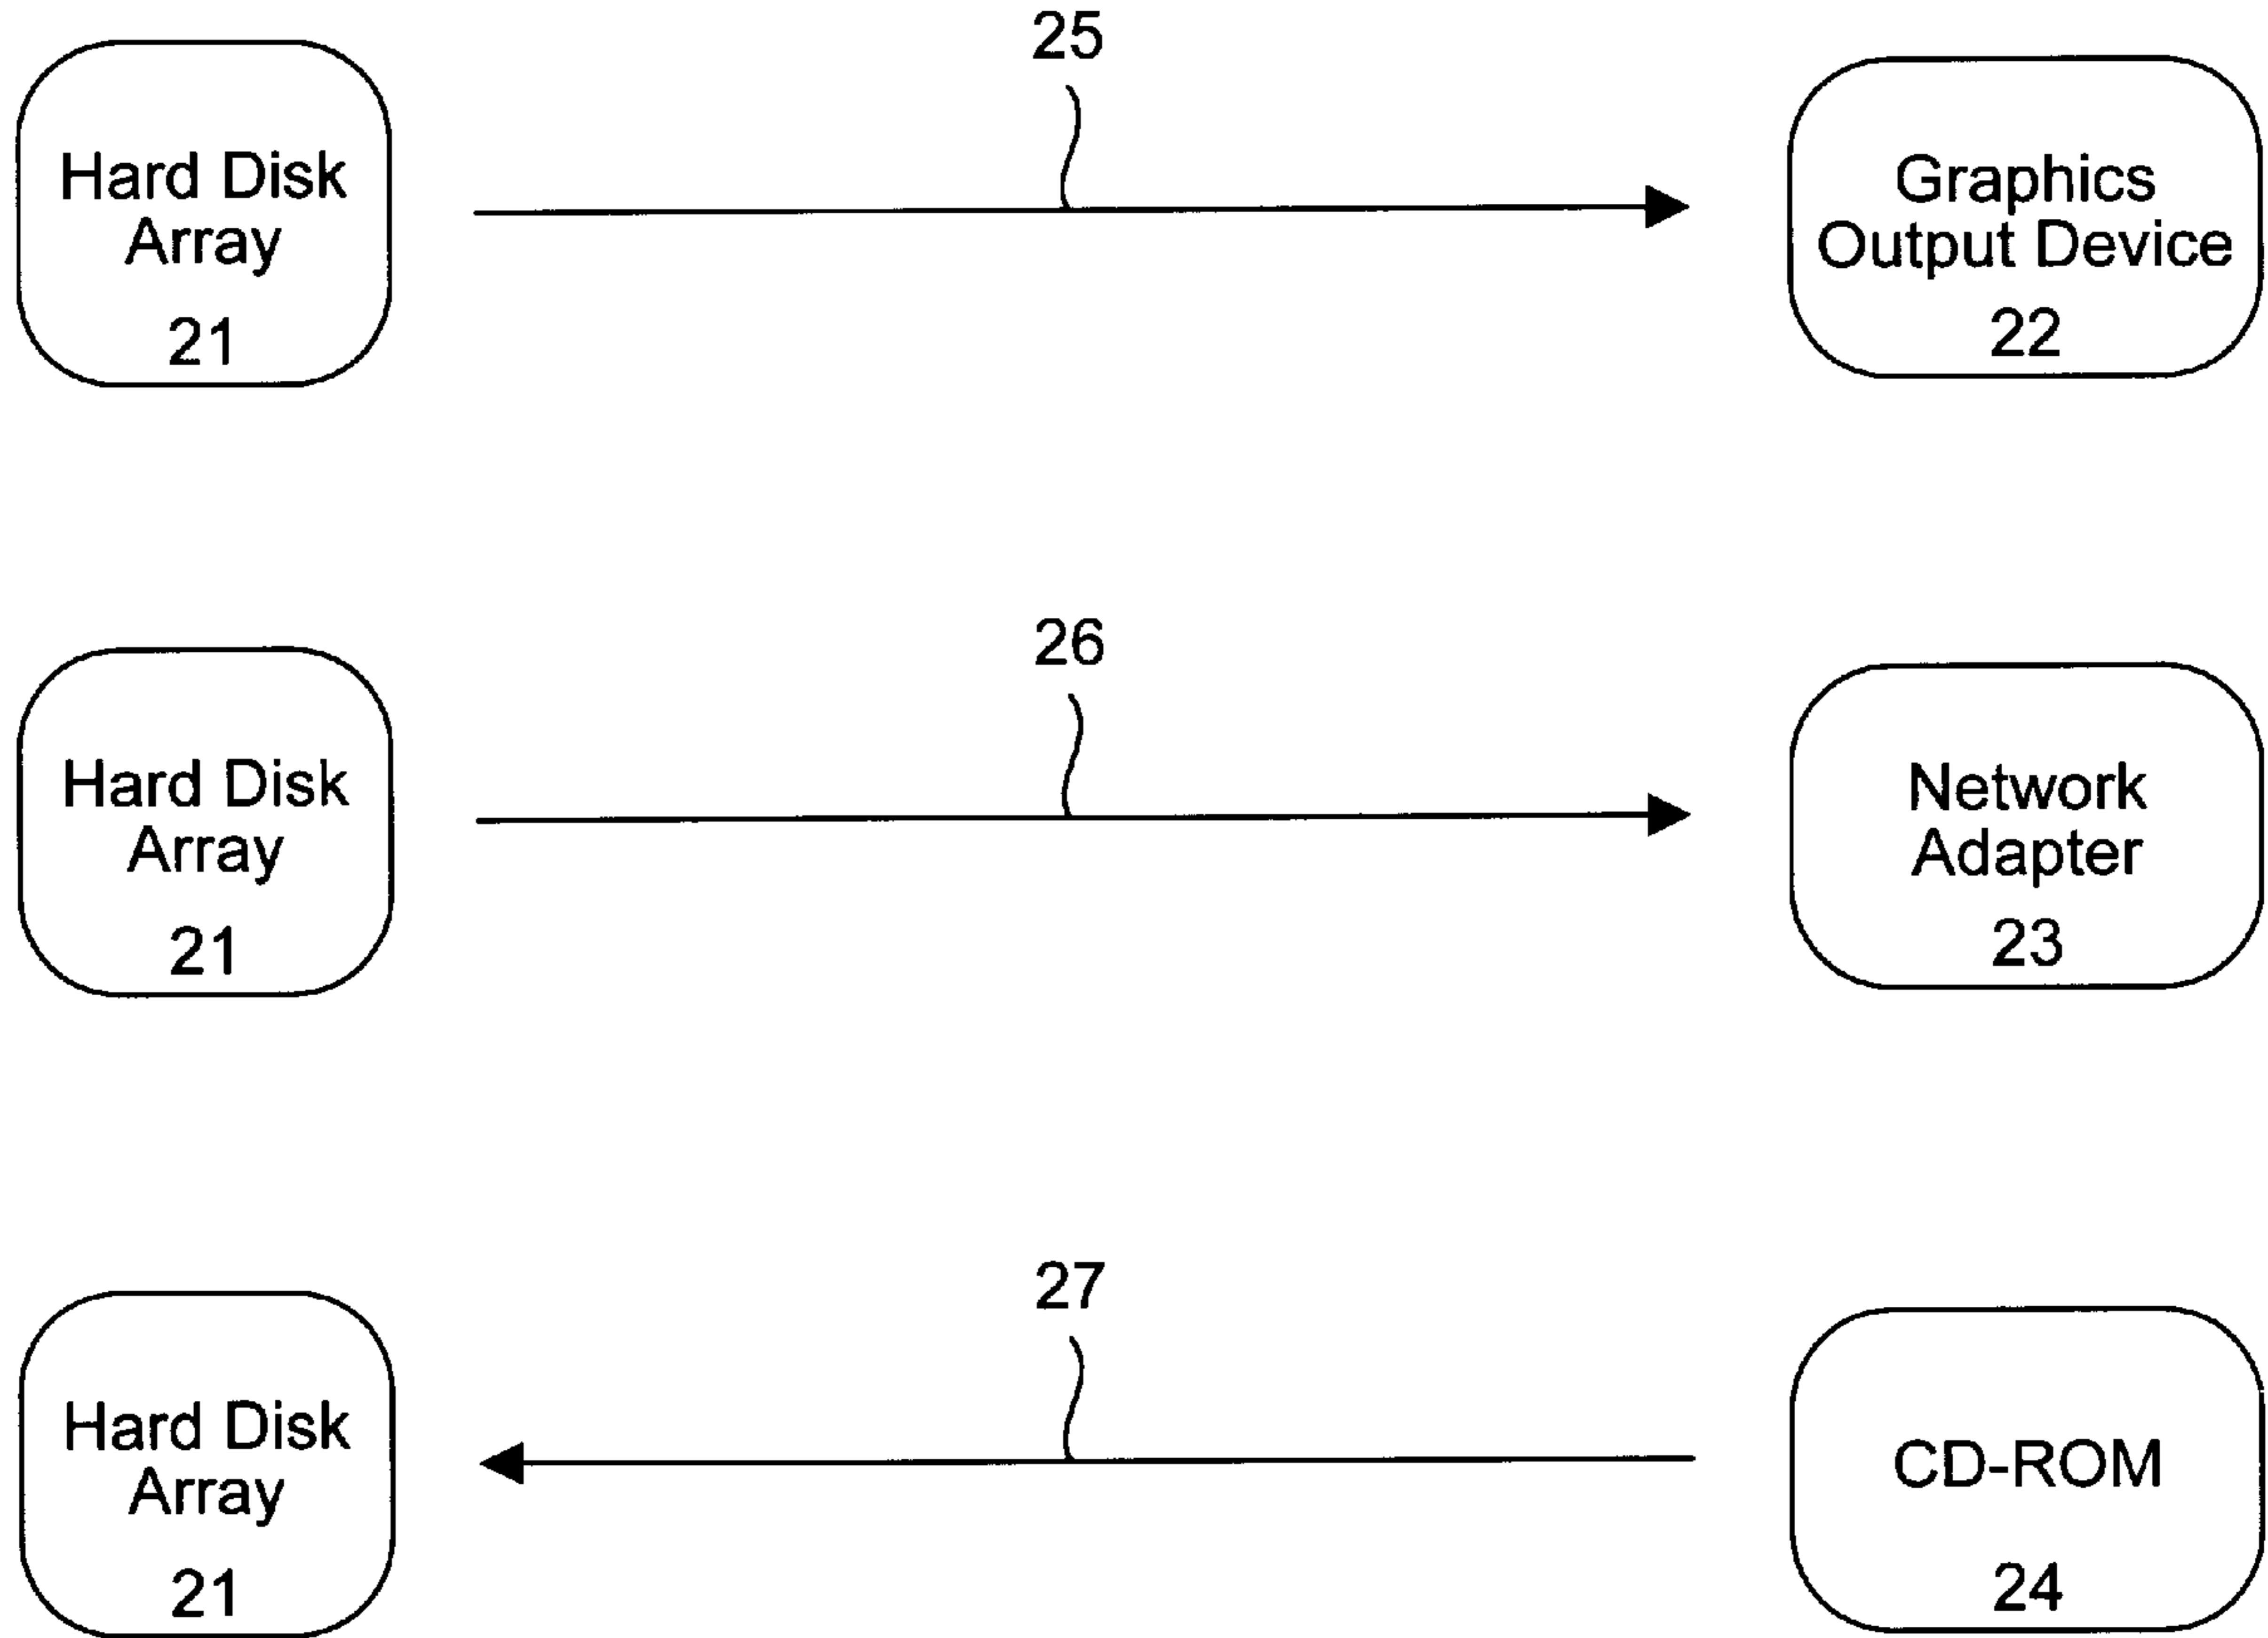 25
Hard Disk
Array
21
Graphics
Output Device
22
26
Hard Disk
Array
21
Network
Adapter
23
27
Hard Disk
Array
21
CD-ROM
24